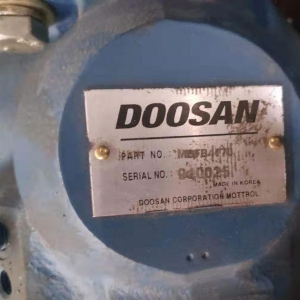 DOOSAN
PART NO.
SERIAL NO.
MADE IN KOREA
DOOSAN CORPORATION MOTTROL